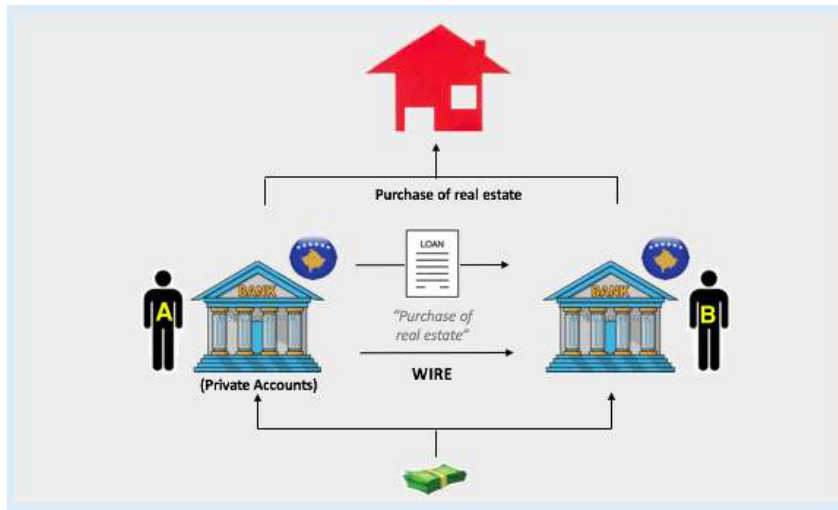 Purchase of real estate
LOAN
A
BANK
BANK
B
"Purchase of
real estate"
(Private Accounts)
WIRE